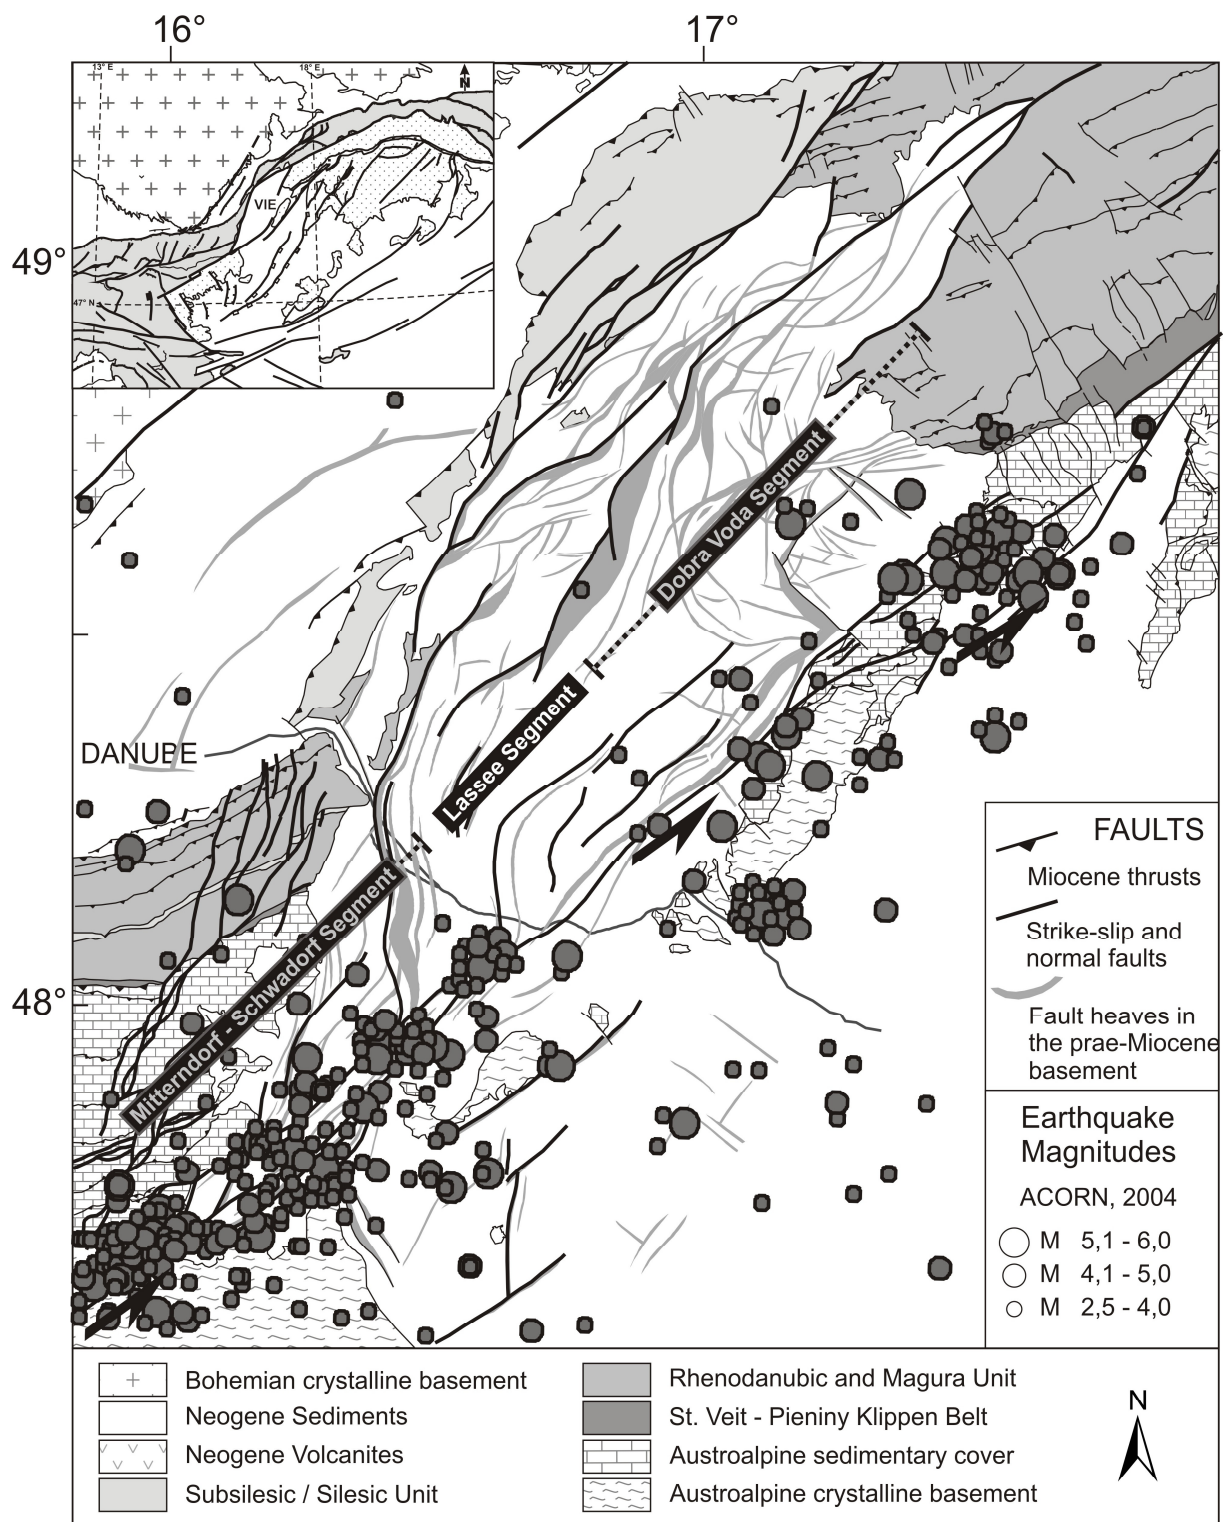 16°
17°
13° E
18° E
N
VIE
47° N
49°
Dobra Voda Segment
Lassee Segment
DANUBE
Mitterndorf - Schwadorf Segment
48°
FAULTS
Miocene thrusts
Strike-slip and
normal faults
Fault heaves in
the prae-Miocene
basement
Earthquake
Magnitudes
ACORN, 2004
M 5,1 - 6,0
M 4,1 - 5,0
M 2,5 - 4,0
Bohemian crystalline basement
Neogene Sediments
Neogene Volcanites
Subsilesic / Silesic Unit
Rhenodanubic and Magura Unit
St. Veit - Pieniny Klippen Belt
Austroalpine sedimentary cover
Austroalpine crystalline basement
N